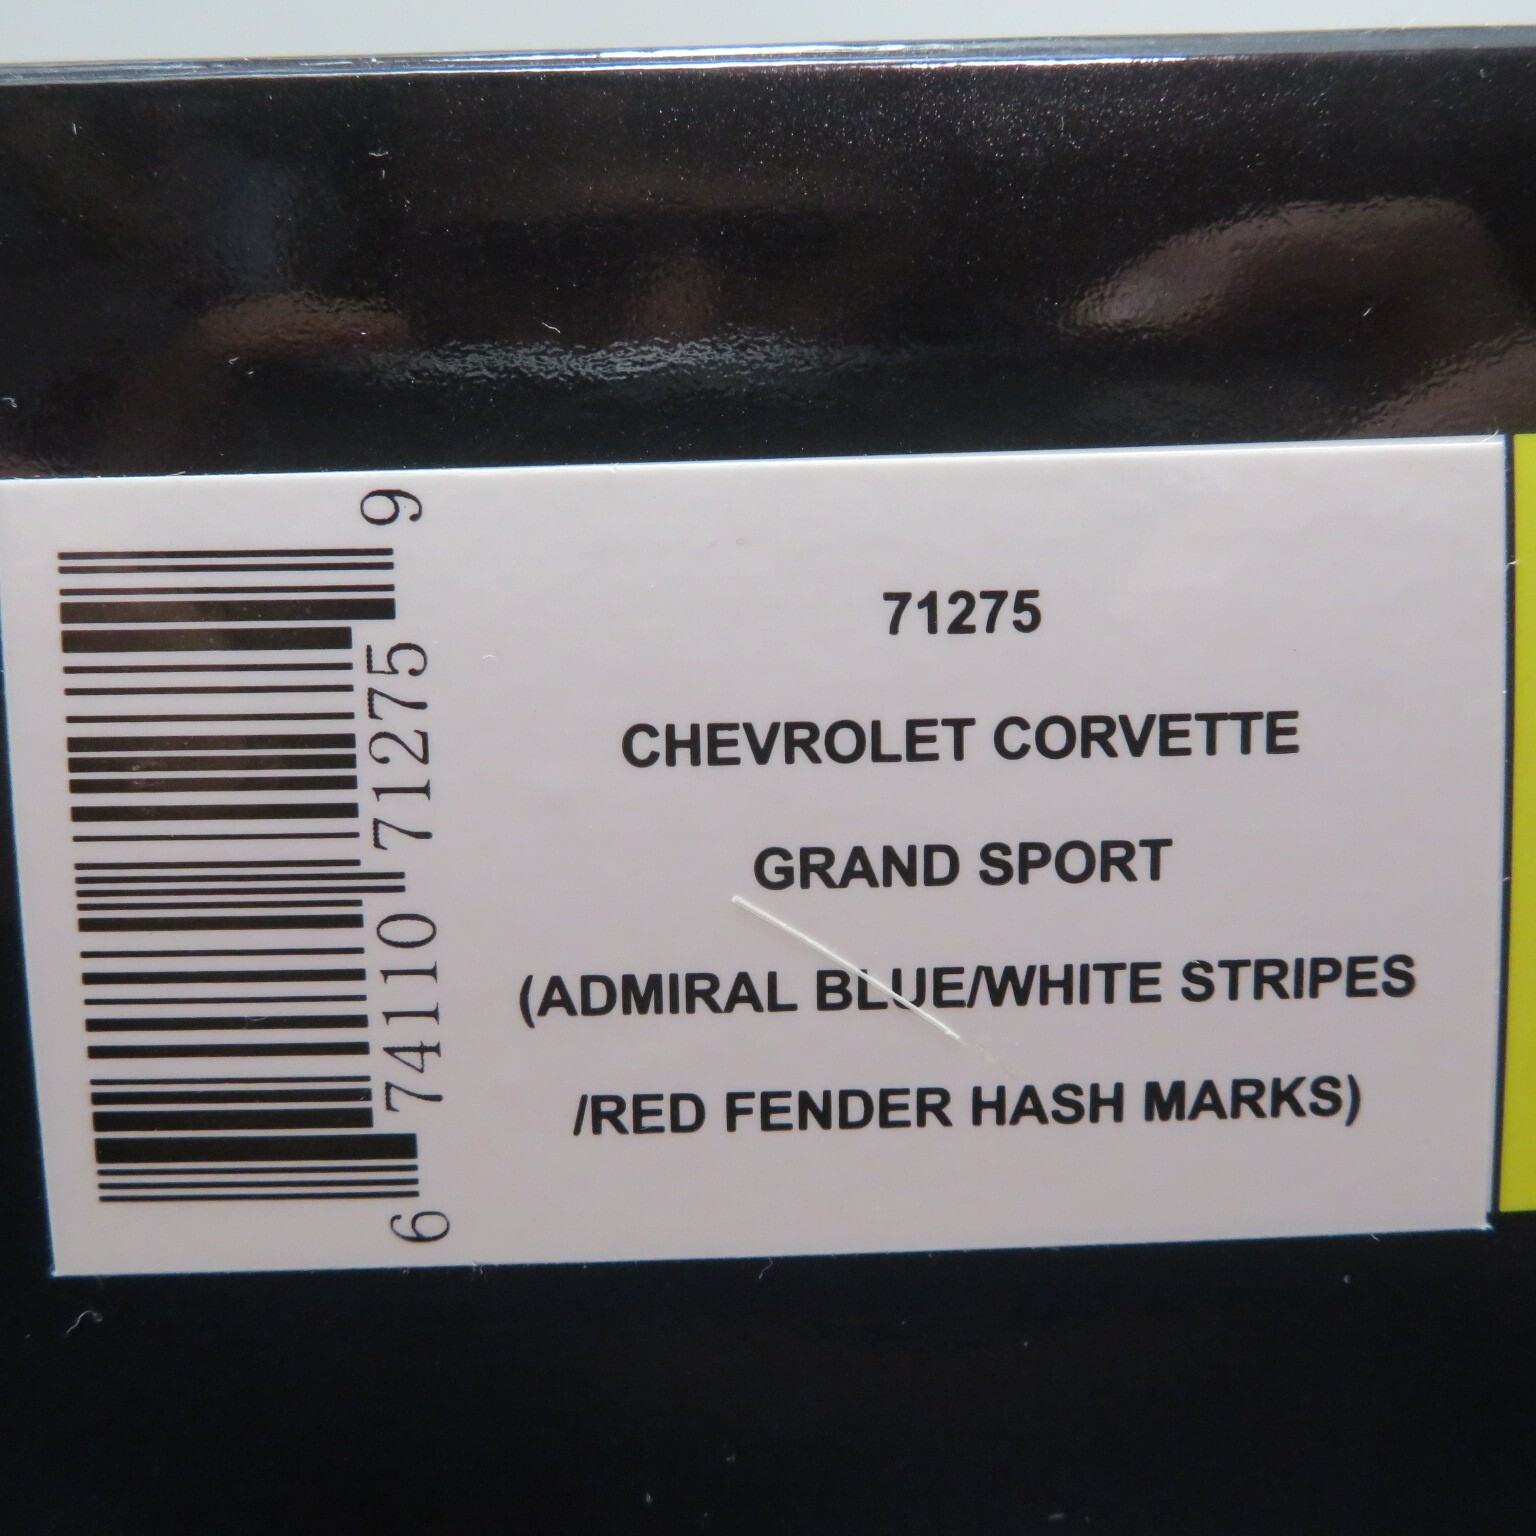 6 74110 71275 9
71275
CHEVROLET CORVETTE
GRAND SPORT
(ADMIRAL BLUE/WHITE STRIPES
/RED FENDER HASH MARKS)